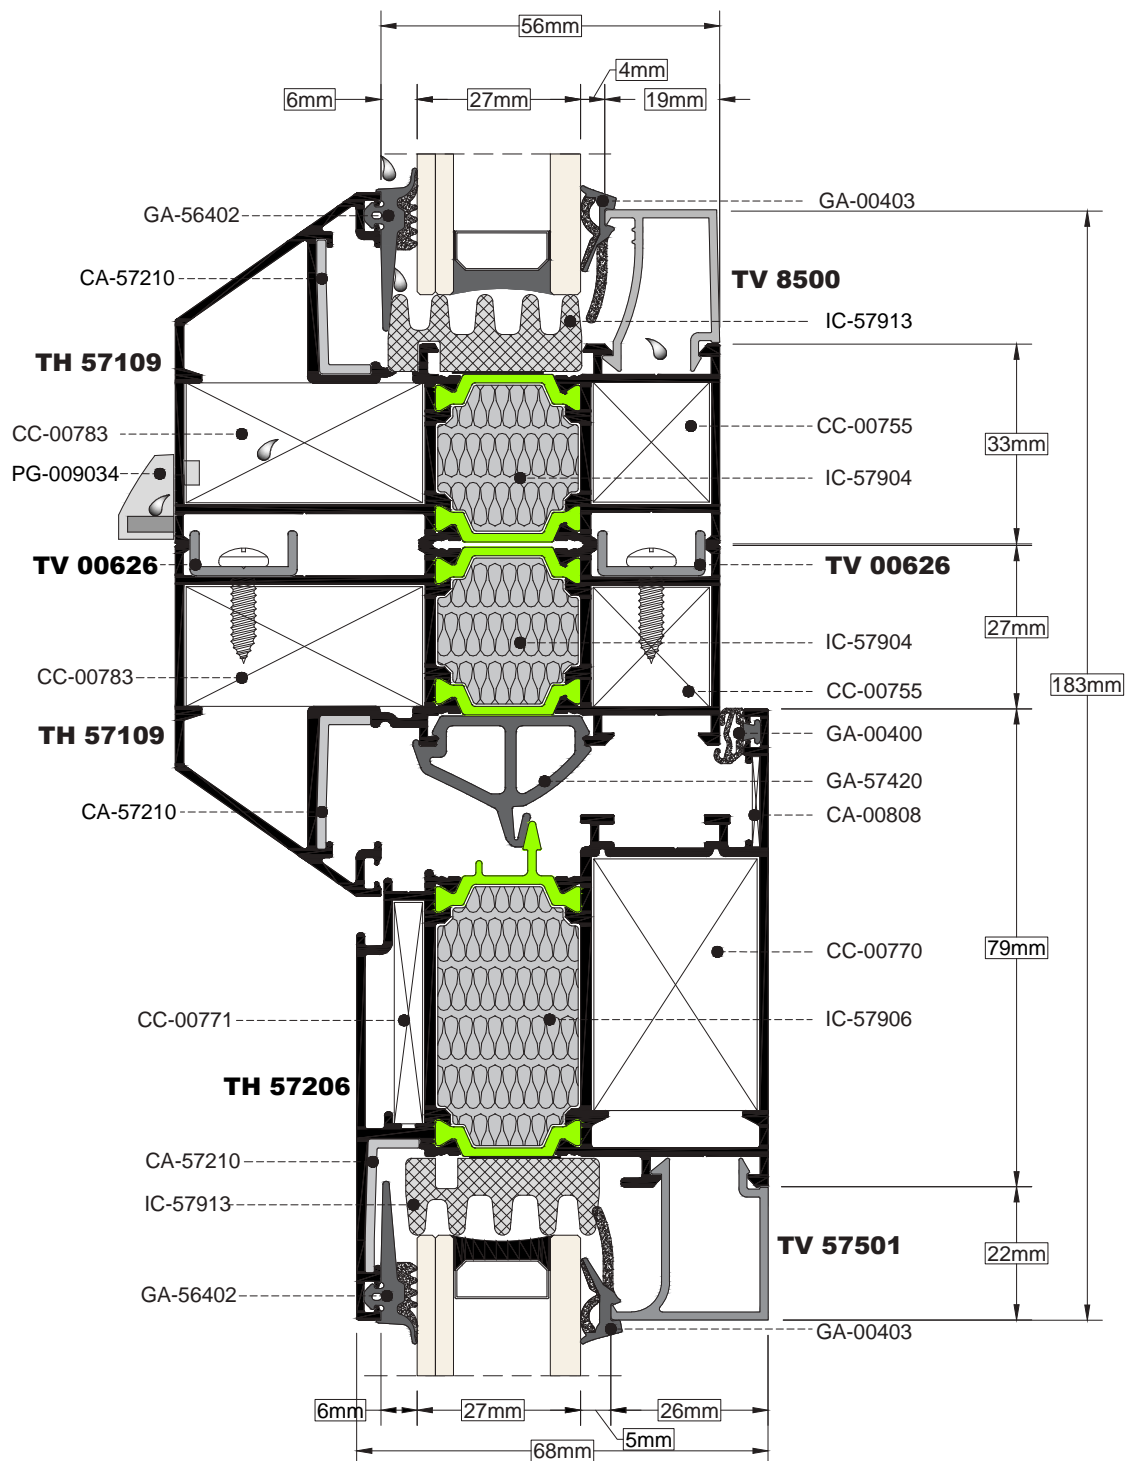 56mm
4mm
6mm
27mm
19mm
GA-56402
GA-00403
CA-57210
TV 8500
IC-57913
TH 57109
CC-00783
CC-00755
33mm
PG-009034
IC-57904
TV 00626
TV 00626
27mm
IC-57904
CC-00783
CC-00755
183mm
TH 57109
GA-00400
GA-57420
CA-57210
CA-00808
CC-00770
79mm
CC-00771
IC-57906
TH 57206
CA-57210
IC-57913
TV 57501
22mm
GA-56402
GA-00403
6mm
27mm
26mm
5mm
68mm